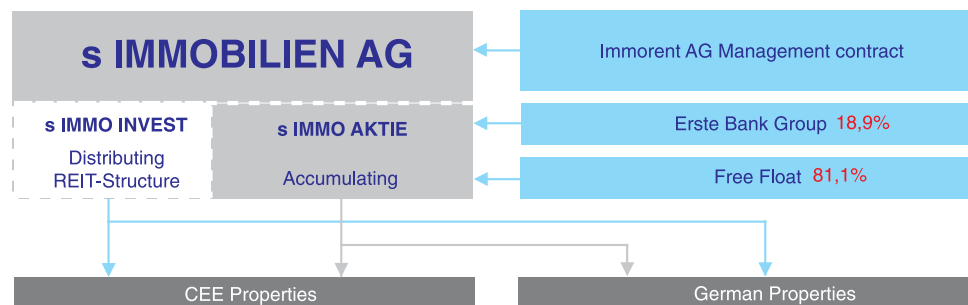 s IMMOBILIEN AG
Immorent AG Management contract
s IMMO INVEST
Distributing
REIT-Structure
s IMMO AKTIE
Accumulating
Erste Bank Group 18,9%
Free Float 81,1%
CEE Properties
German Properties